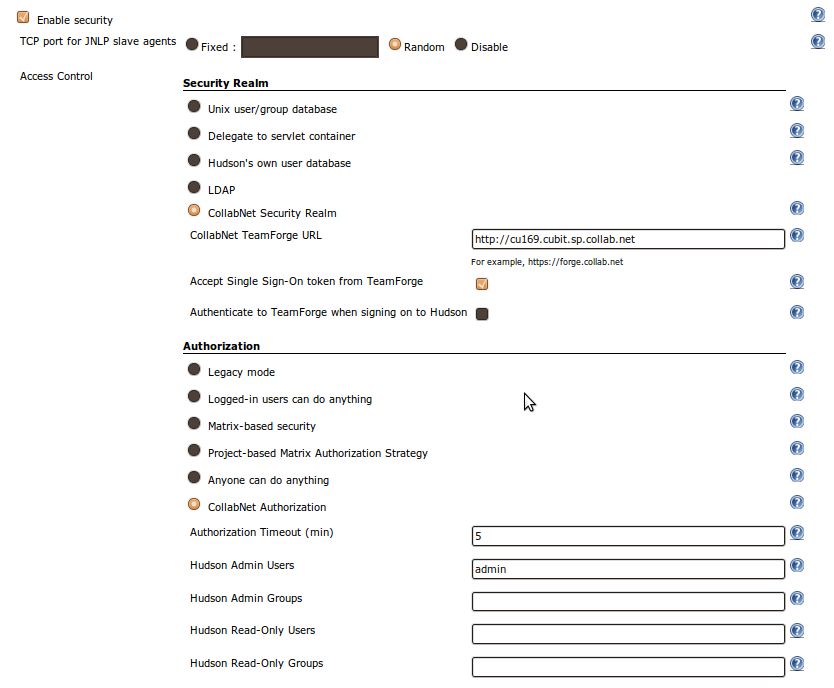 Enable security
TCP port for JNLP slave agents Fixed : Random Disable
Access Control
Security Realm
Unix user/group database
Delegate to servlet container
Hudson's own user database
LDAP
CollabNet Security Realm
CollabNet TeamForge URL http://cu169.cubit.sp.collab.net
For example, https://forge.collab.net
Accept Single Sign-On token from TeamForge
Authenticate to TeamForge when signing on to Hudson
Authorization
Legacy mode
Logged-in users can do anything
Matrix-based security
Project-based Matrix Authorization Strategy
Anyone can do anything
CollabNet Authorization
Authorization Timeout (min) 5
Hudson Admin Users admin
Hudson Admin Groups
Hudson Read-Only Users
Hudson Read-Only Groups